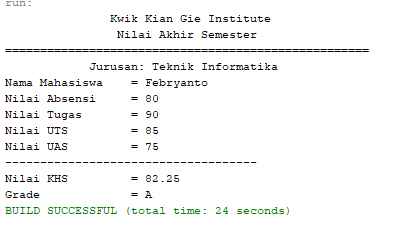 run:
Kwik Kian Gie Institute
Nilai Akhir Semester
====================================================
Jurusan: Teknik Informatika
Nama Mahasiswa = Febryanto
Nilai Absensi = 80
Nilai Tugas = 90
Nilai UTS = 85
Nilai UAS = 75
------------------------------------
Nilai KHS = 82.25
Grade = A
BUILD SUCCESSFUL (total time: 24 seconds)